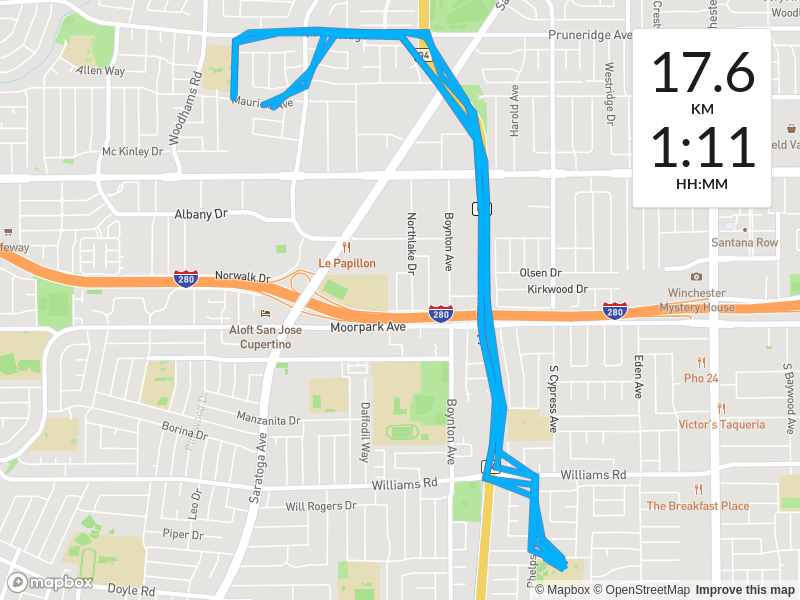 Pruneridge Ave
Allen Way
Woodhams Rd
Westridge Dr
Harold Ave
17.6
KM
1:11
HH:MM
Mc Kinley Dr
Albany Dr
Northlake Dr
Boynton Ave
Le Papillon
Norwalk Dr
280
Olsen Dr
Kirkwood Dr
Santana Row
Winchester
Mystery House
280
280
Moorpark Ave
Aloft San Jose
Cupertino
S Cypress Ave
Eden Ave
Pho 24
S Baywood Ave
Victor's Taqueria
Manzanita Dr
Borina Dr
Daffodil Way
Boynton Ave
Saratoga Ave
Williams Rd
Williams Rd
Leo Dr
Will Rogers Dr
The Breakfast Place
Piper Dr
Doyle Rd
mapbox
© Mapbox © OpenStreetMap Improve this map